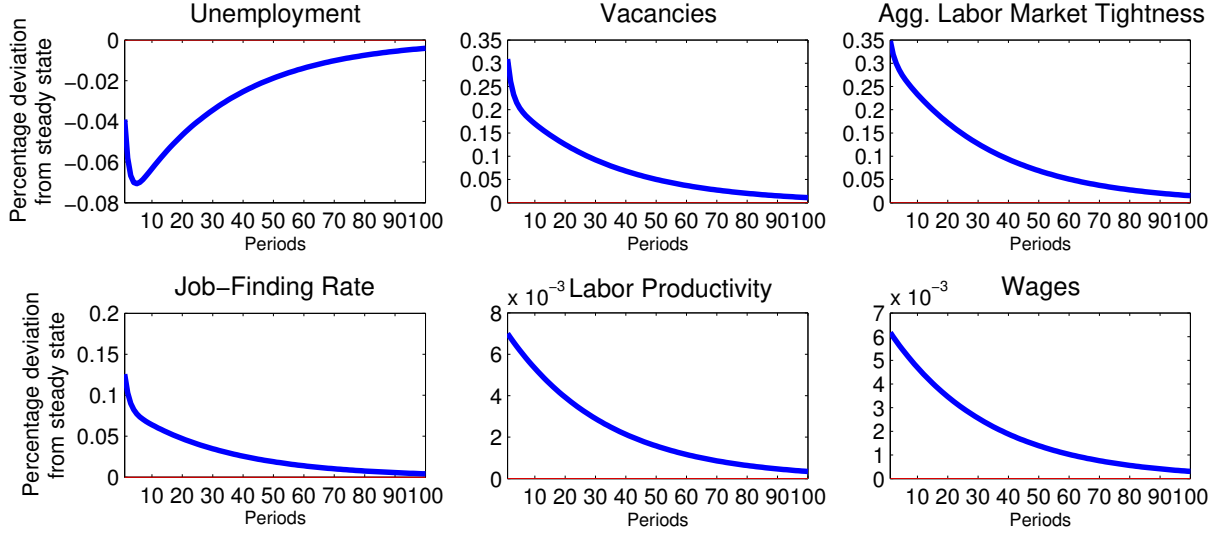 Unemployment
Percentage deviation
from steady state
0
−0.02
−0.04
−0.06
−0.08
10 20 30 40 50 60 70 80 90100
Periods
Vacancies
0.35
0.3
0.25
0.2
0.15
0.1
0.05
0
10 20 30 40 50 60 70 80 90100
Periods
Agg. Labor Market Tightness
0.35
0.3
0.25
0.2
0.15
0.1
0.05
0
10 20 30 40 50 60 70 80 90100
Periods
Job−Finding Rate
Percentage deviation
from steady state
0.2
0.15
0.1
0.05
0
10 20 30 40 50 60 70 80 90100
Periods
Labor Productivity
x 10⁻³
8
6
4
2
0
10 20 30 40 50 60 70 80 90100
Periods
Wages
x 10⁻³
7
6
5
4
3
2
1
0
10 20 30 40 50 60 70 80 90100
Periods